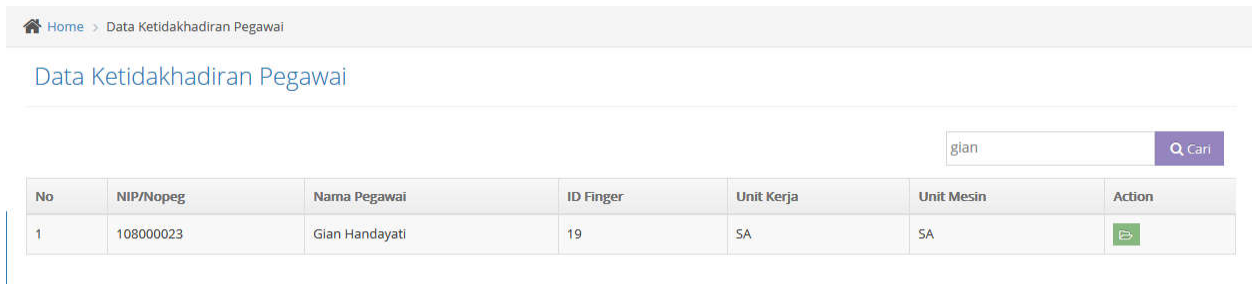 Home > Data Ketidakhadiran Pegawai
Data Ketidakhadiran Pegawai
gian Cari
No NIP/Nopeg Nama Pegawai ID Finger Unit Kerja Unit Mesin Action
1 108000023 Gian Handayati 19 SA SA